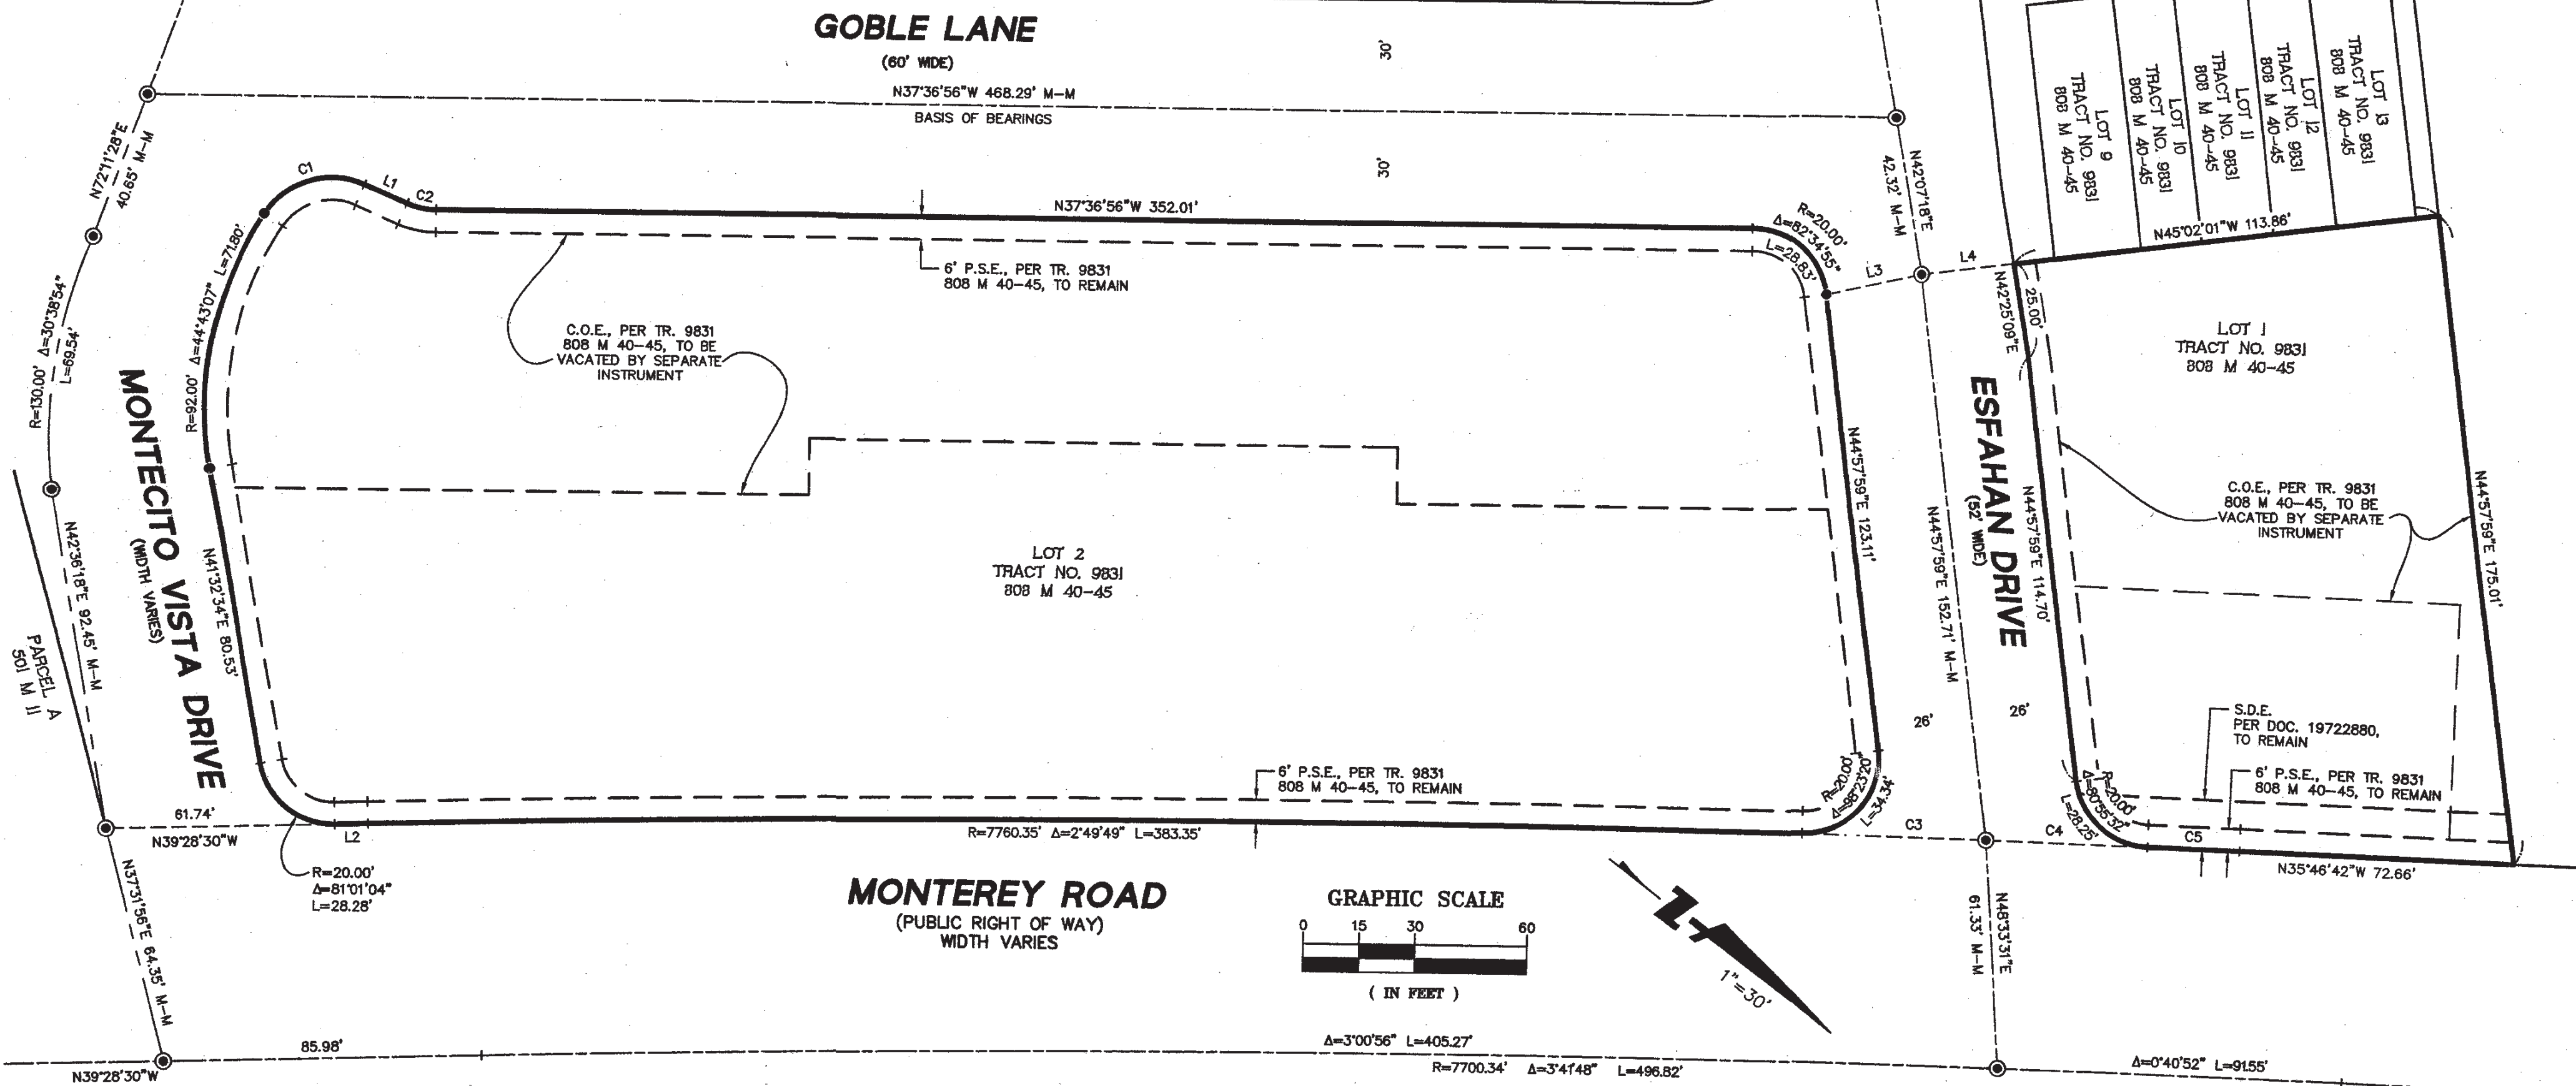 GOBLE LANE
(60' WIDE)
N37°36'56"W 468.29' M-M
BASIS OF BEARINGS
30'
30'
N72°11'28"E
40.65' M-M
C1
L1
C2
N37°36'56"W 352.01'
6' P.S.E., PER TR. 9831
808 M 40-45, TO REMAIN
R=20.00'
Δ=82°34'55"
L=28.83'
N42°07'18"E
42.32' M-M
L3
L4
LOT 9
TRACT NO. 9831
808 M 40-45
LOT 10
TRACT NO. 9831
808 M 40-45
LOT 11
TRACT NO. 9831
808 M 40-45
LOT 12
TRACT NO. 9831
808 M 40-45
LOT 13
TRACT NO. 9831
808 M 40-45
N45°02'01"W 113.86'
N42°25'09"E
25.00'
LOT 1
TRACT NO. 9831
808 M 40-45
R=130.00' Δ=30°38'54"
L=69.54'
R=92.00' Δ=44°43'07" L=71.80'
C.O.E., PER TR. 9831
808 M 40-45, TO BE
VACATED BY SEPARATE
INSTRUMENT
MONTECITO VISTA DRIVE
(WIDTH VARIES)
N41°32'34"E 80.53'
N42°36'18"E 92.45' M-M
PARCEL A
501 M 11
LOT 2
TRACT NO. 9831
808 M 40-45
N44°57'59"E 123.11'
N44°57'59"E 152.71' M-M
ESFAHAN DRIVE
(52' WIDE)
N44°57'59"E 114.70'
C.O.E., PER TR. 9831
808 M 40-45, TO BE
VACATED BY SEPARATE
INSTRUMENT
N44°57'59"E 175.01'
26'
26'
S.D.E.
PER DOC. 19722880,
TO REMAIN
6' P.S.E., PER TR. 9831
808 M 40-45, TO REMAIN
6' P.S.E., PER TR. 9831
808 M 40-45, TO REMAIN
R=20.00'
Δ=98°23'20"
L=34.34'
R=20.00'
Δ=80°55'32"
L=28.25'
61.74'
N39°28'30"W
L2
R=7760.35' Δ=2°49'49" L=383.35'
C3
C4
C5
N35°46'42"W 72.66'
R=20.00'
Δ=81°01'04"
L=28.28'
N37°31'56"E 64.35' M-M
MONTEREY ROAD
(PUBLIC RIGHT OF WAY)
WIDTH VARIES
GRAPHIC SCALE
0 15 30 60
( IN FEET )
Z
1"=30'
N48°33'31"E
61.33' M-M
85.98'
N39°28'30"W
Δ=3°00'56" L=405.27'
R=7700.34' Δ=3°41'48" L=496.82'
Δ=0°40'52" L=91.55'